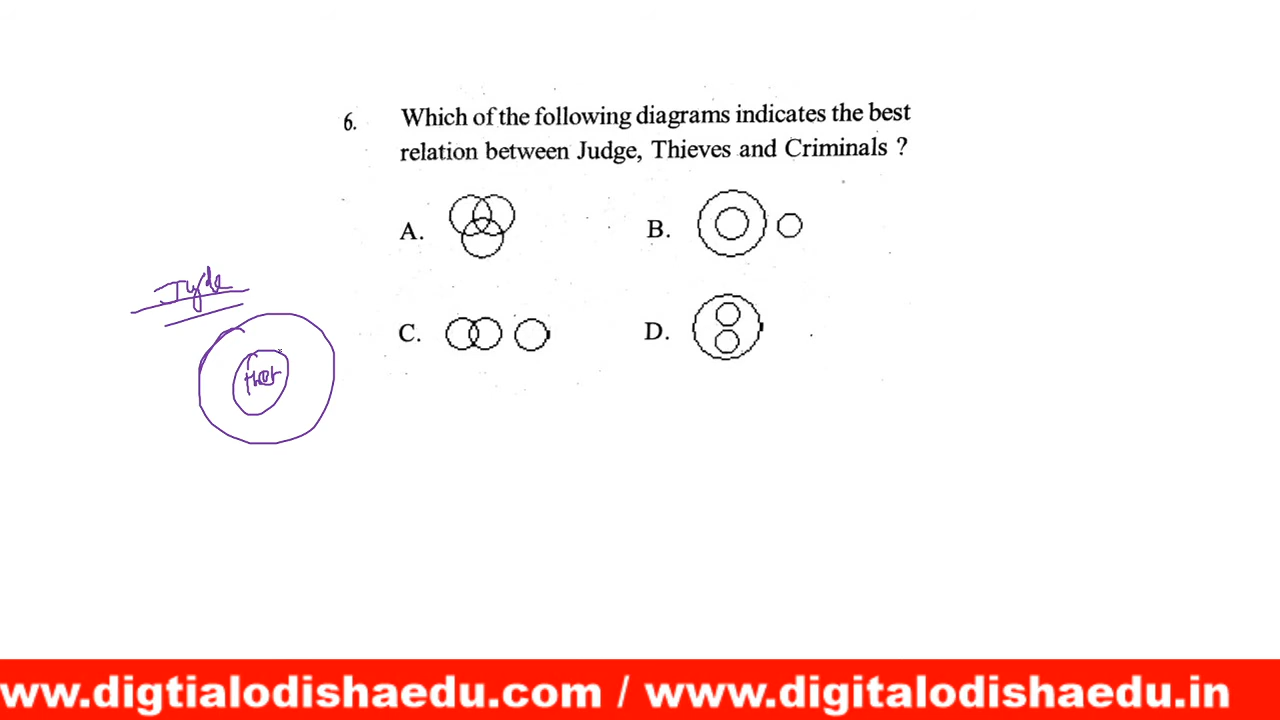 6. Which of the following diagrams indicates the best
relation between Judge, Thieves and Criminals ?
A.
B.
C.
D.
ww.digtialodishaedu.com / www.digitalodishaedu.in